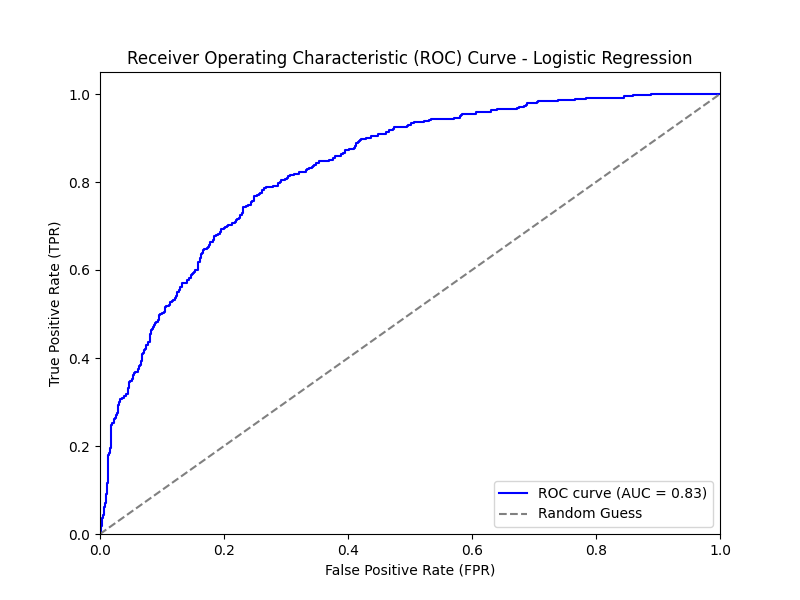 Receiver Operating Characteristic (ROC) Curve - Logistic Regression
True Positive Rate (TPR)
1.0
0.8
0.6
0.4
0.2
0.0
0.0 0.2 0.4 0.6 0.8 1.0
False Positive Rate (FPR)
ROC curve (AUC = 0.83)
Random Guess